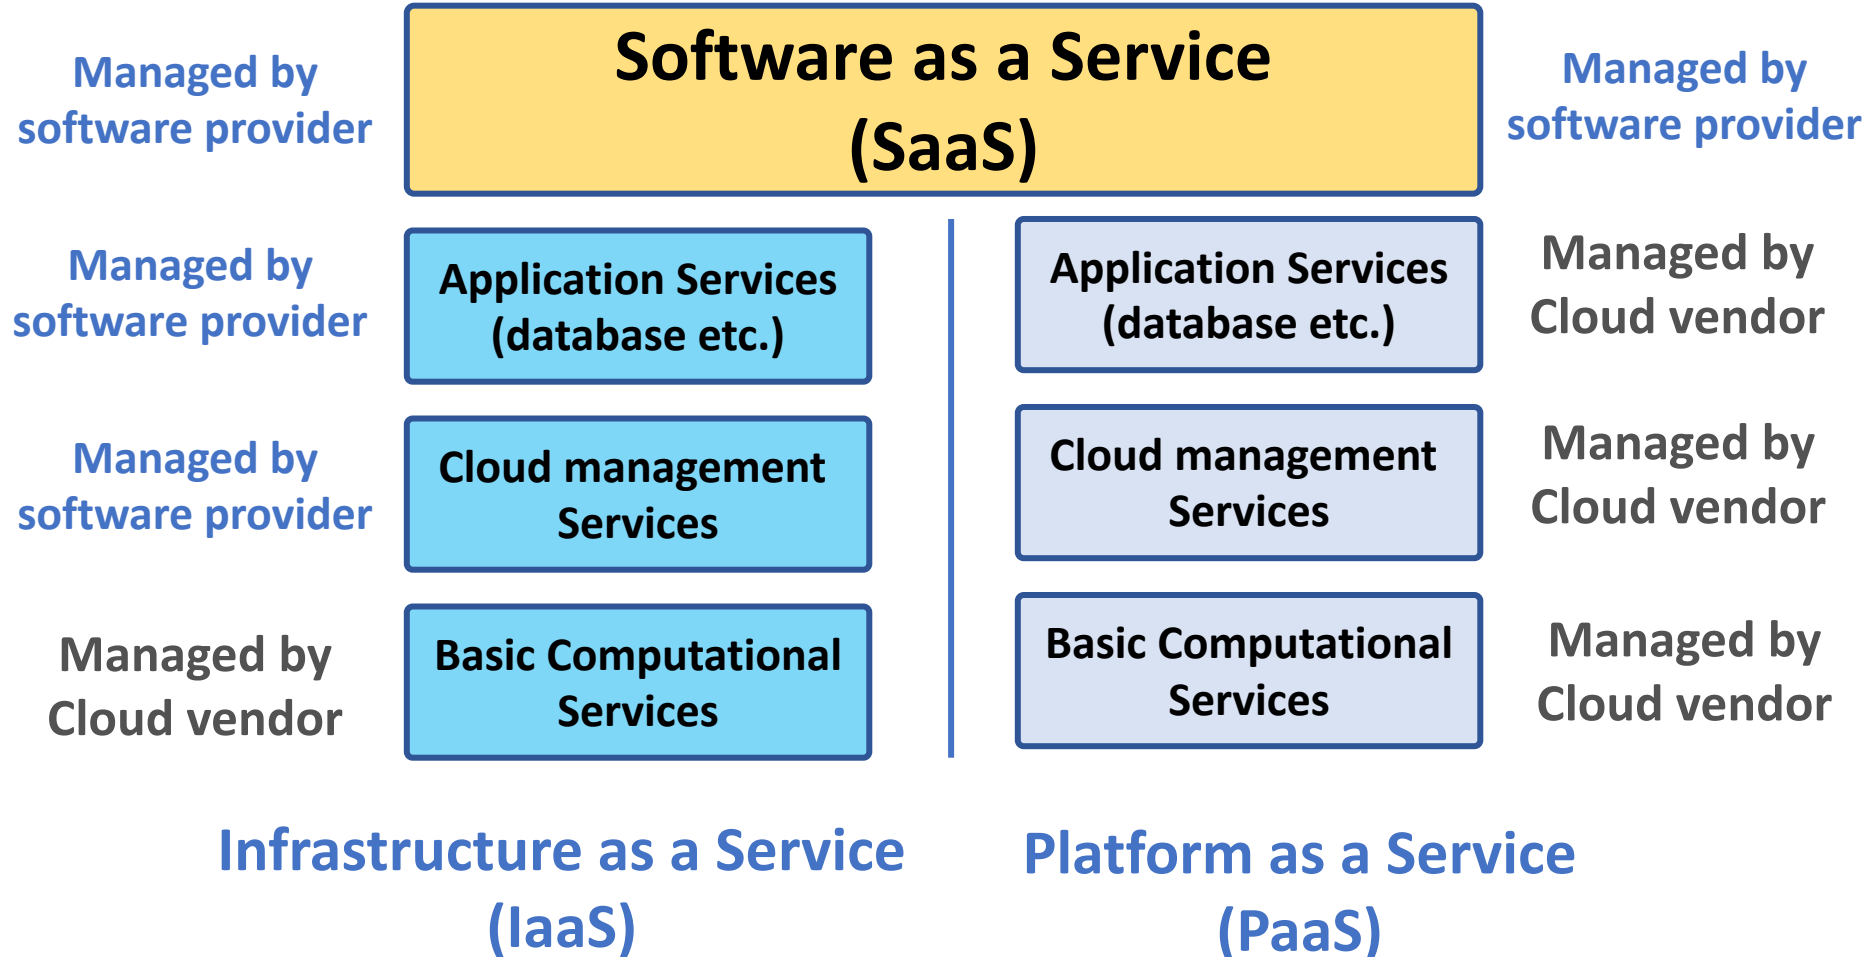 Managed by
software provider
Software as a Service
(SaaS)
Managed by
software provider
Managed by
software provider
Application Services
(database etc.)
Application Services
(database etc.)
Managed by
Cloud vendor
Managed by
software provider
Cloud management
Services
Cloud management
Services
Managed by
Cloud vendor
Managed by
Cloud vendor
Basic Computational
Services
Basic Computational
Services
Managed by
Cloud vendor
Infrastructure as a Service
(IaaS)
Platform as a Service
(PaaS)